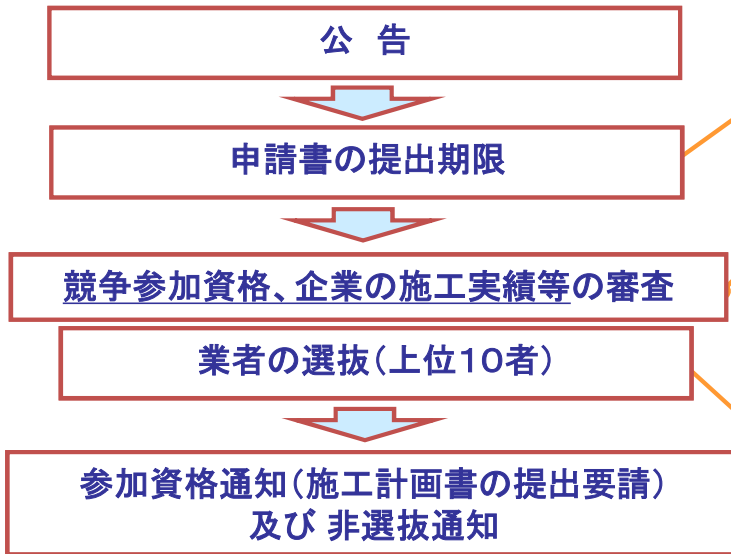 公　告
申請書の提出期限
競争参加資格、企業の施工実績等の審査
業者の選抜（上位１０者）
参加資格通知（施工計画書の提出要請）
及び 非選抜通知